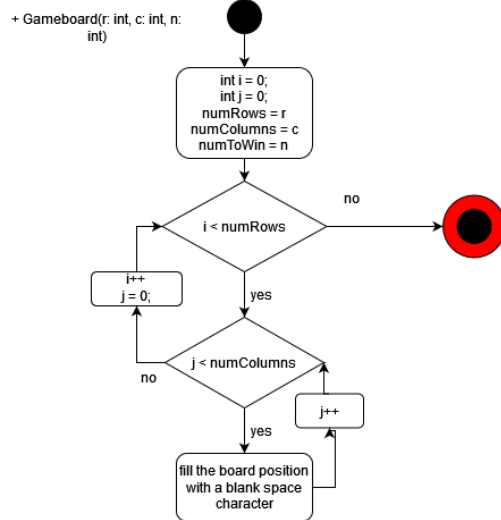 + Gameboard(r: int, c: int, n:
int)
int i = 0;
int j = 0;
numRows = r
numColumns = c
numToWin = n
i < numRows
no
yes
i++
j = 0;
j < numColumns
no
yes
j++
fill the board position
with a blank space
character